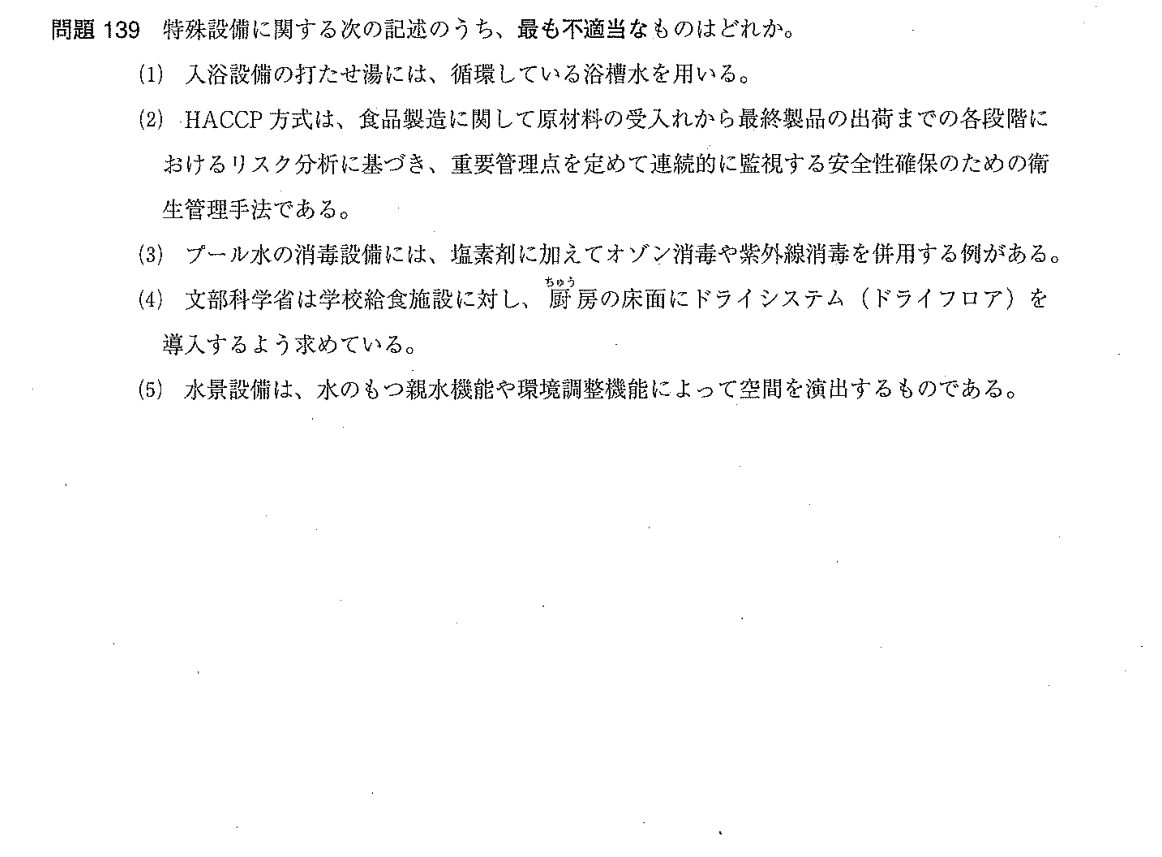 問題 139 特殊設備に関する次の記述のうち、最も不適当なものはどれか。
(1) 入浴設備の打たせ湯には、循環している浴槽水を用いる。
(2) HACCP 方式は、食品製造に関して原材料の受入れから最終製品の出荷までの各段階に
おけるリスク分析に基づき、重要管理点を定めて連続的に監視する安全性確保のための衛
生管理手法である。
(3) プール水の消毒設備には、塩素剤に加えてオゾン消毒や紫外線消毒を併用する例がある。
ちゅう
(4) 文部科学省は学校給食施設に対し、厨房の床面にドライシステム（ドライフロア）を
導入するよう求めている。
(5) 水景設備は、水のもつ親水機能や環境調整機能によって空間を演出するものである。